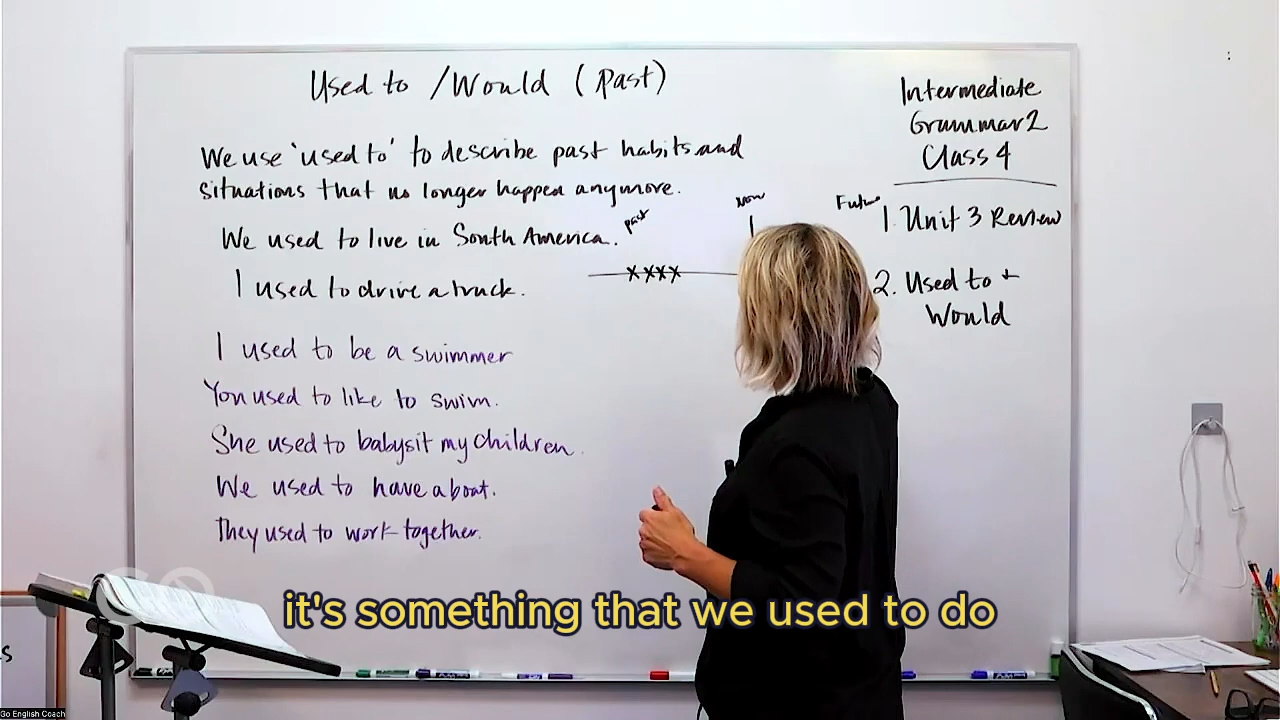 Used to / Would (Past)
We use 'used to' to describe past habits and
situations that no longer happen anymore.
We used to live in South America.
I used to drive a truck.
past
Now
Future
I used to be a swimmer
You used to like to swim.
She used to babysit my children.
We used to have a boat.
They used to work together.
Intermediate
Grammar 2
Class 4
1. Unit 3 Review
2. Used to +
Would
it's something that we used to do
GO
Go English Coach